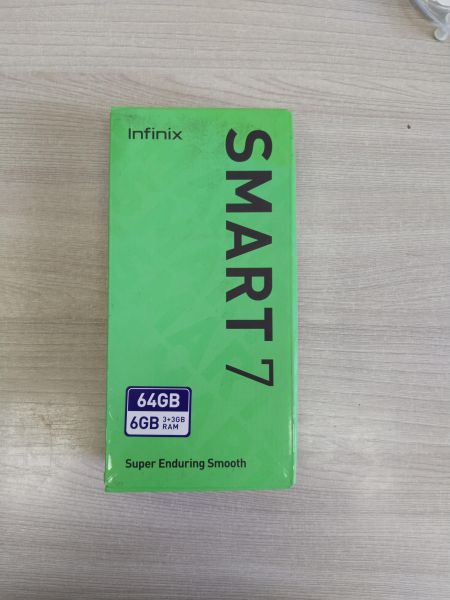 Infinix
SMART 7
64GB
6GB 3+3GB RAM
Super Enduring Smooth